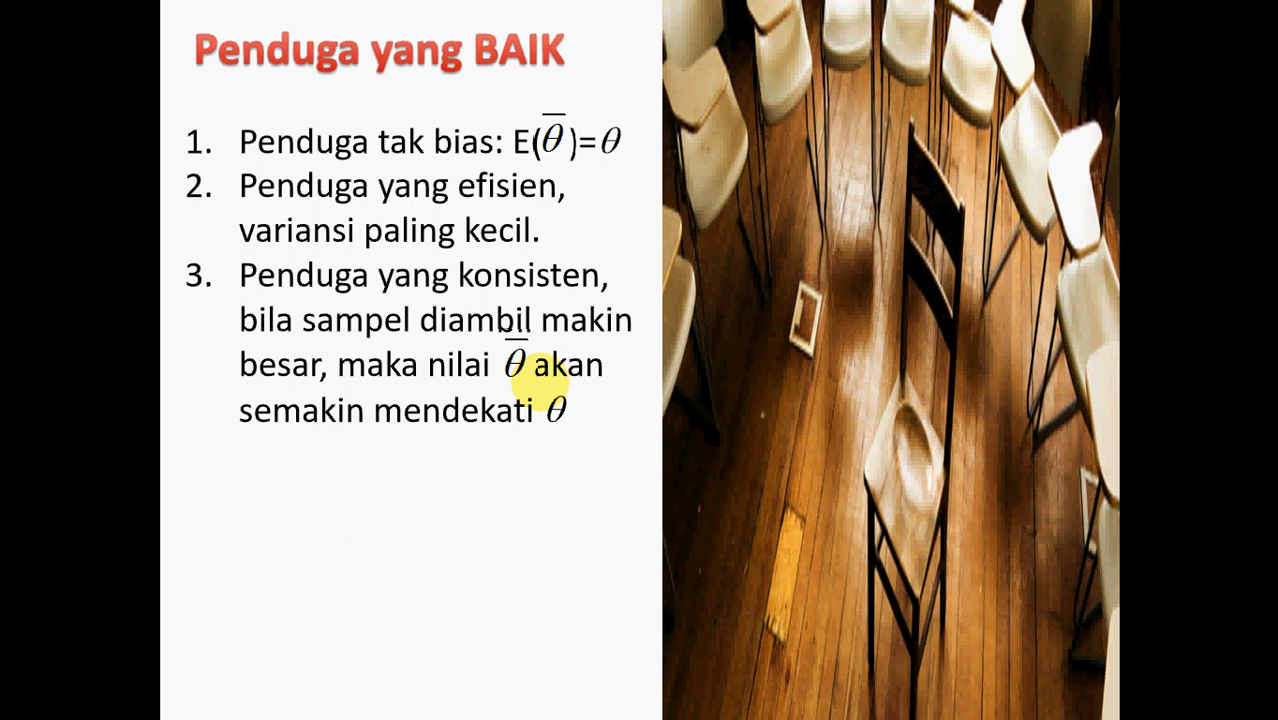 Penduga yang BAIK
1. Penduga tak bias: E(θ̅)=θ
2. Penduga yang efisien,
variansi paling kecil.
3. Penduga yang konsisten,
bila sampel diambil makin
besar, maka nilai θ̅ akan
semakin mendekati θ